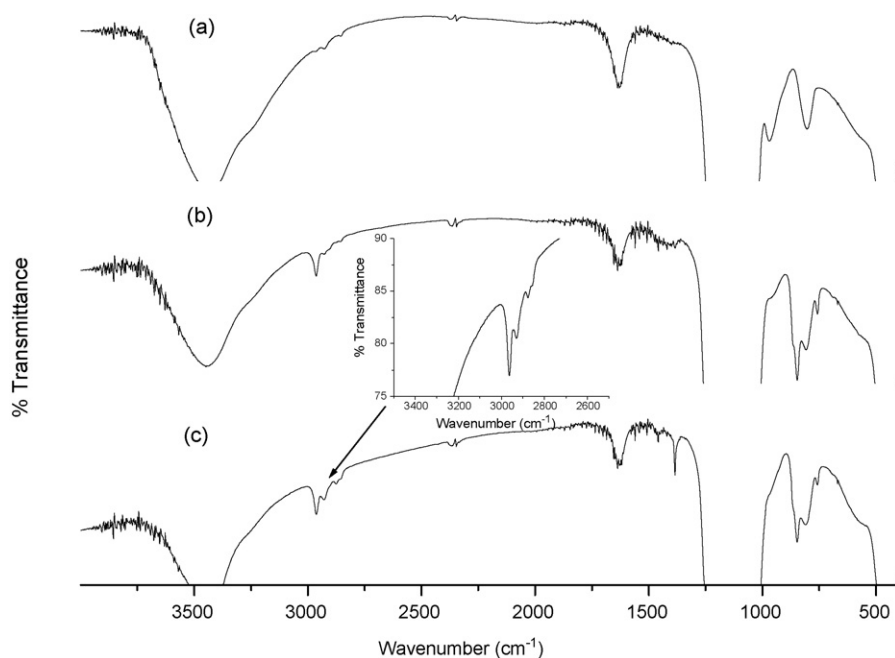 (a)
(b)
90
85
80
75
% Transmittance
3400 3200 3000 2800 2600
Wavenumber (cm-1)
(c)
% Transmittance
3500 3000 2500 2000 1500 1000 500
Wavenumber (cm-1)